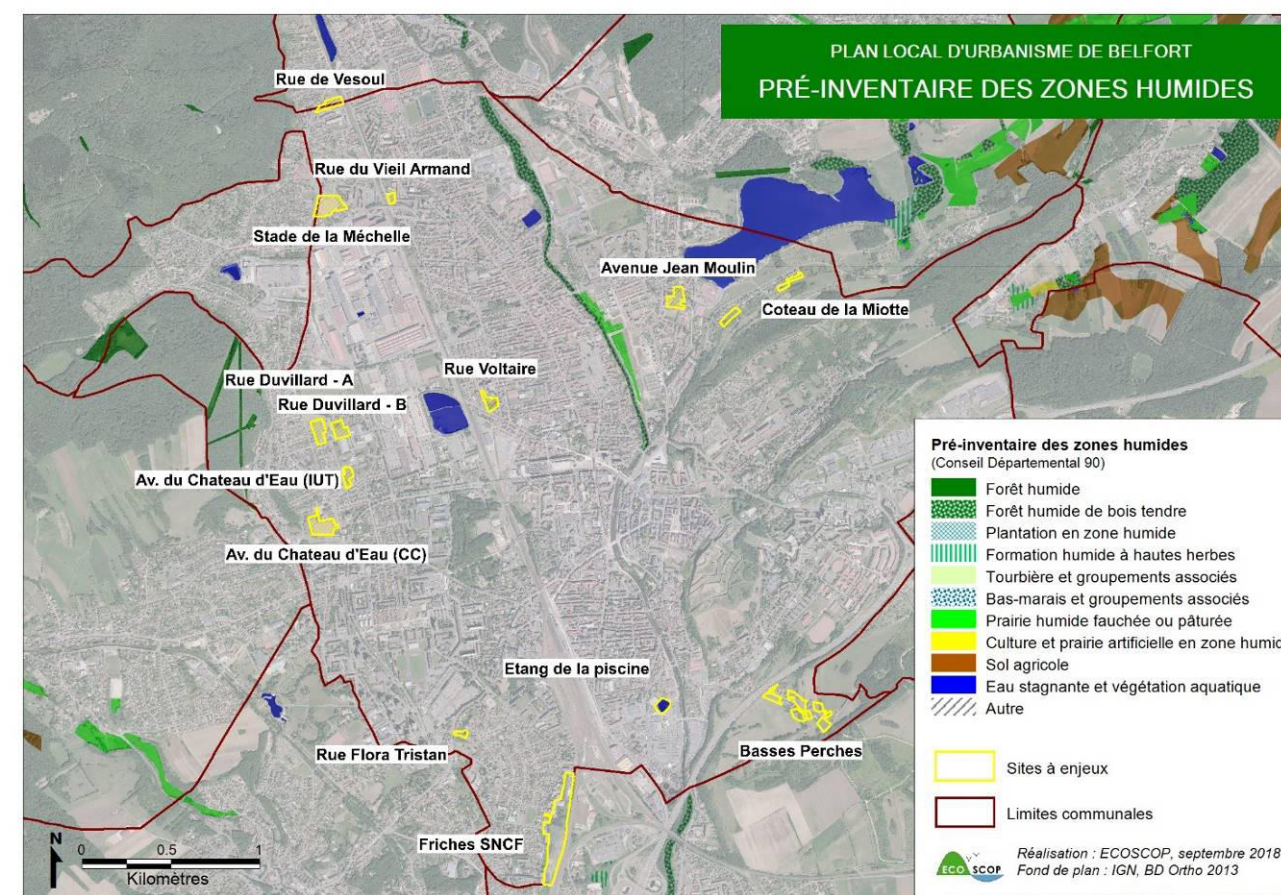 PLAN LOCAL D'URBANISME DE BELFORT
PRÉ-INVENTAIRE DES ZONES HUMIDES
Rue de Vesoul
Rue du Vieil Armand
Stade de la Méchelle
Avenue Jean Moulin
Coteau de la Miotte
Rue Voltaire
Rue Duvillard - A
Rue Duvillard - B
Av. du Chateau d'Eau (IUT)
Av. du Chateau d'Eau (CC)
Etang de la piscine
Rue Flora Tristan
Basses Perches
Friches SNCF
N
0 0.5 1
Kilomètres
Pré-inventaire des zones humides
(Conseil Départemental 90)
Forêt humide
Forêt humide de bois tendre
Plantation en zone humide
Formation humide à hautes herbes
Tourbière et groupements associés
Bas-marais et groupements associés
Prairie humide fauchée ou pâturée
Culture et prairie artificielle en zone humid
Sol agricole
Eau stagnante et végétation aquatique
Autre
Sites à enjeux
Limites communales
ECO SCOP
Réalisation : ECOSCOP, septembre 2018
Fond de plan : IGN, BD Ortho 2013